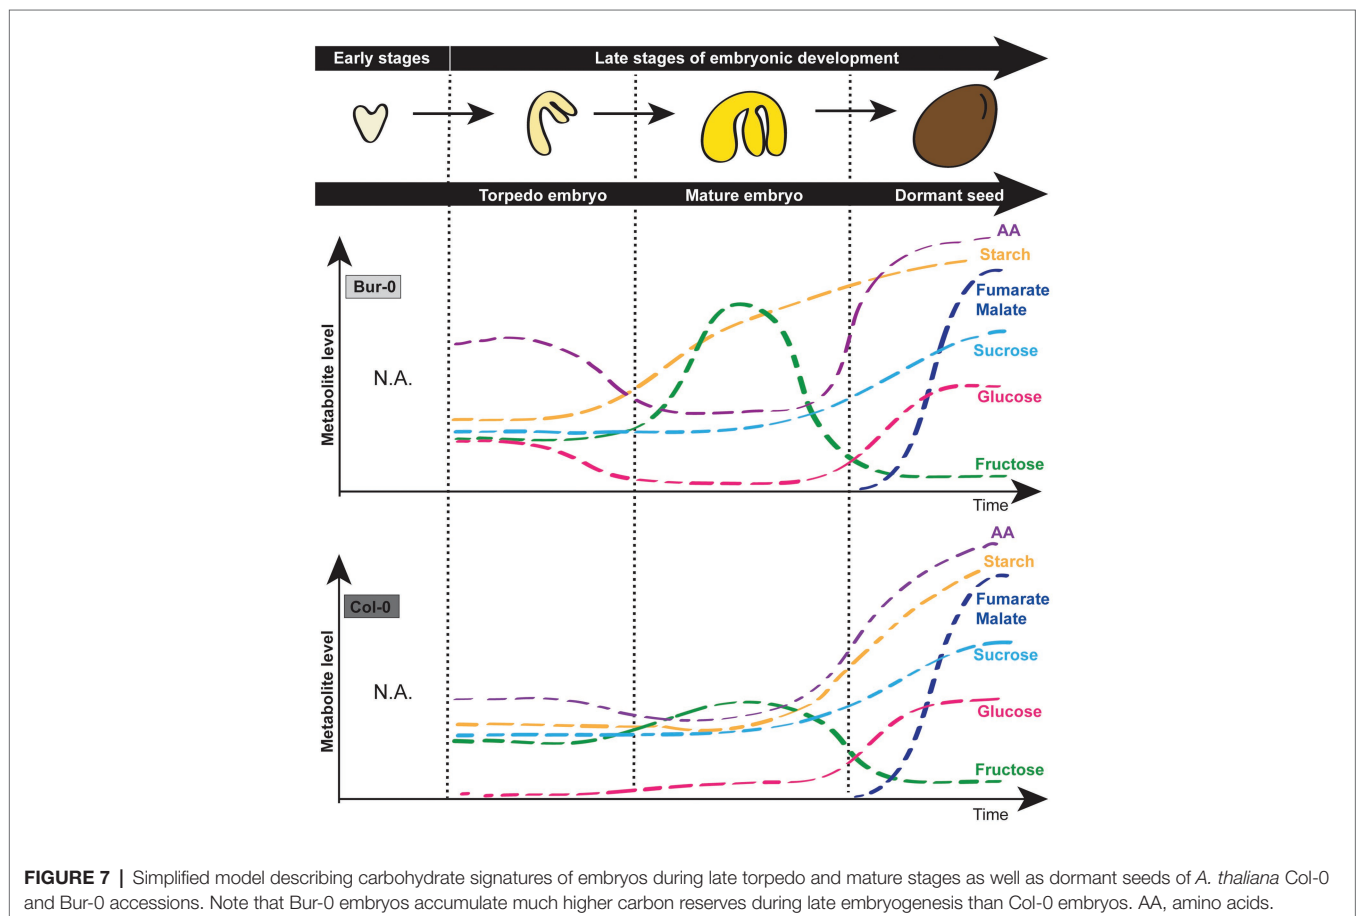 Early stages
Late stages of embryonic development
Torpedo embryo
Mature embryo
Dormant seed
AA
Starch
Bur-0
Fumarate
Malate
Sucrose
N.A.
Metabolite level
Glucose
Fructose
Time
AA
Starch
Fumarate
Col-0
Malate
Sucrose
N.A.
Metabolite level
Glucose
Fructose
Time
FIGURE 7 | Simplified model describing carbohydrate signatures of embryos during late torpedo and mature stages as well as dormant seeds of A. thaliana Col-0
and Bur-0 accessions. Note that Bur-0 embryos accumulate much higher carbon reserves during late embryogenesis than Col-0 embryos. AA, amino acids.